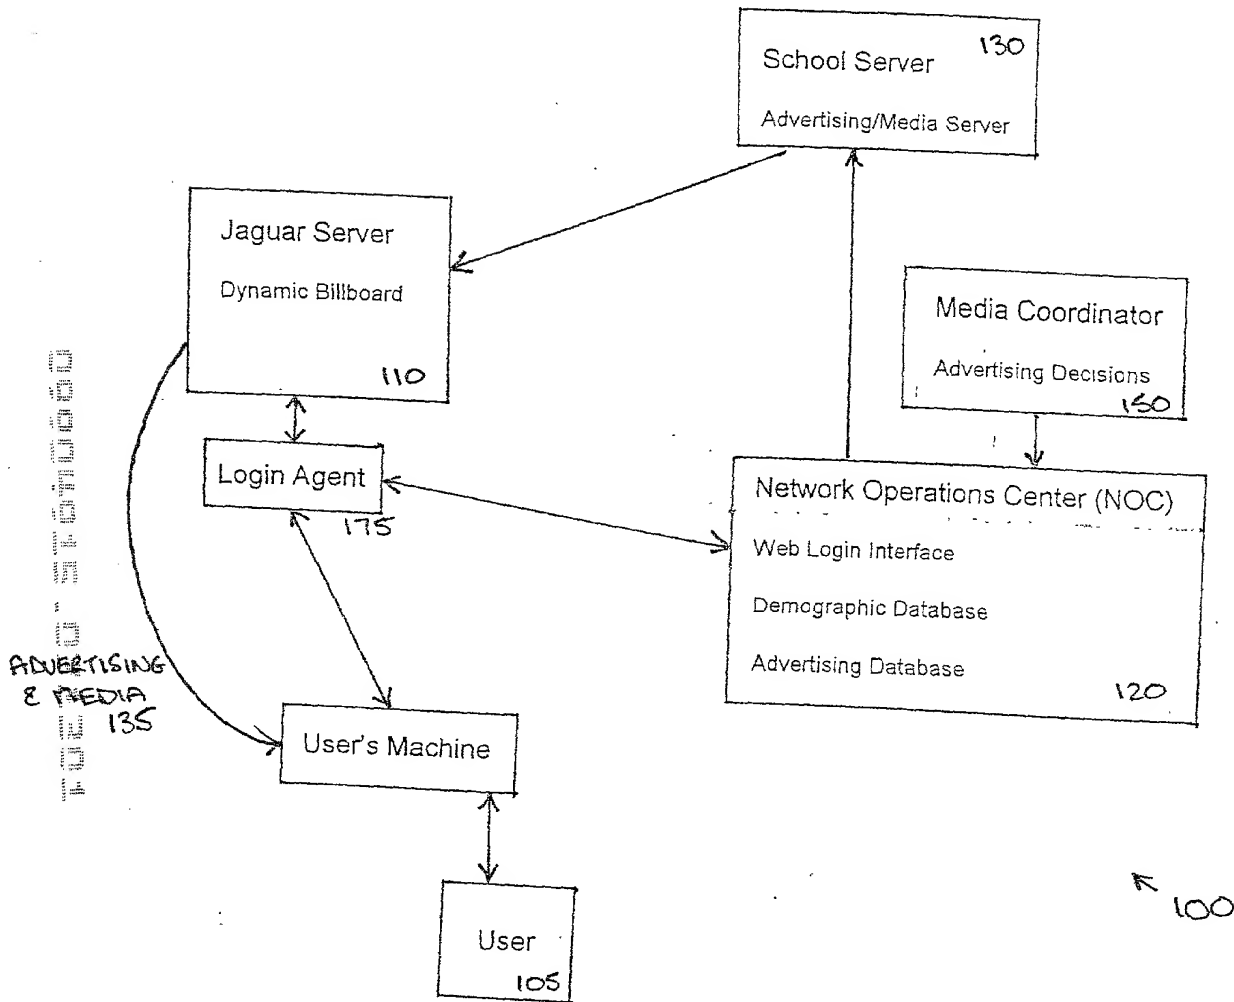 130
School Server
Advertising/Media Server
Jaguar Server
Dynamic Billboard
110
Media Coordinator
Advertising Decisions
150
Login Agent
175
Network Operations Center (NOC)
Web Login Interface
Demographic Database
Advertising Database
120
ADVERTISING
& MEDIA
135
User's Machine
User
105
100